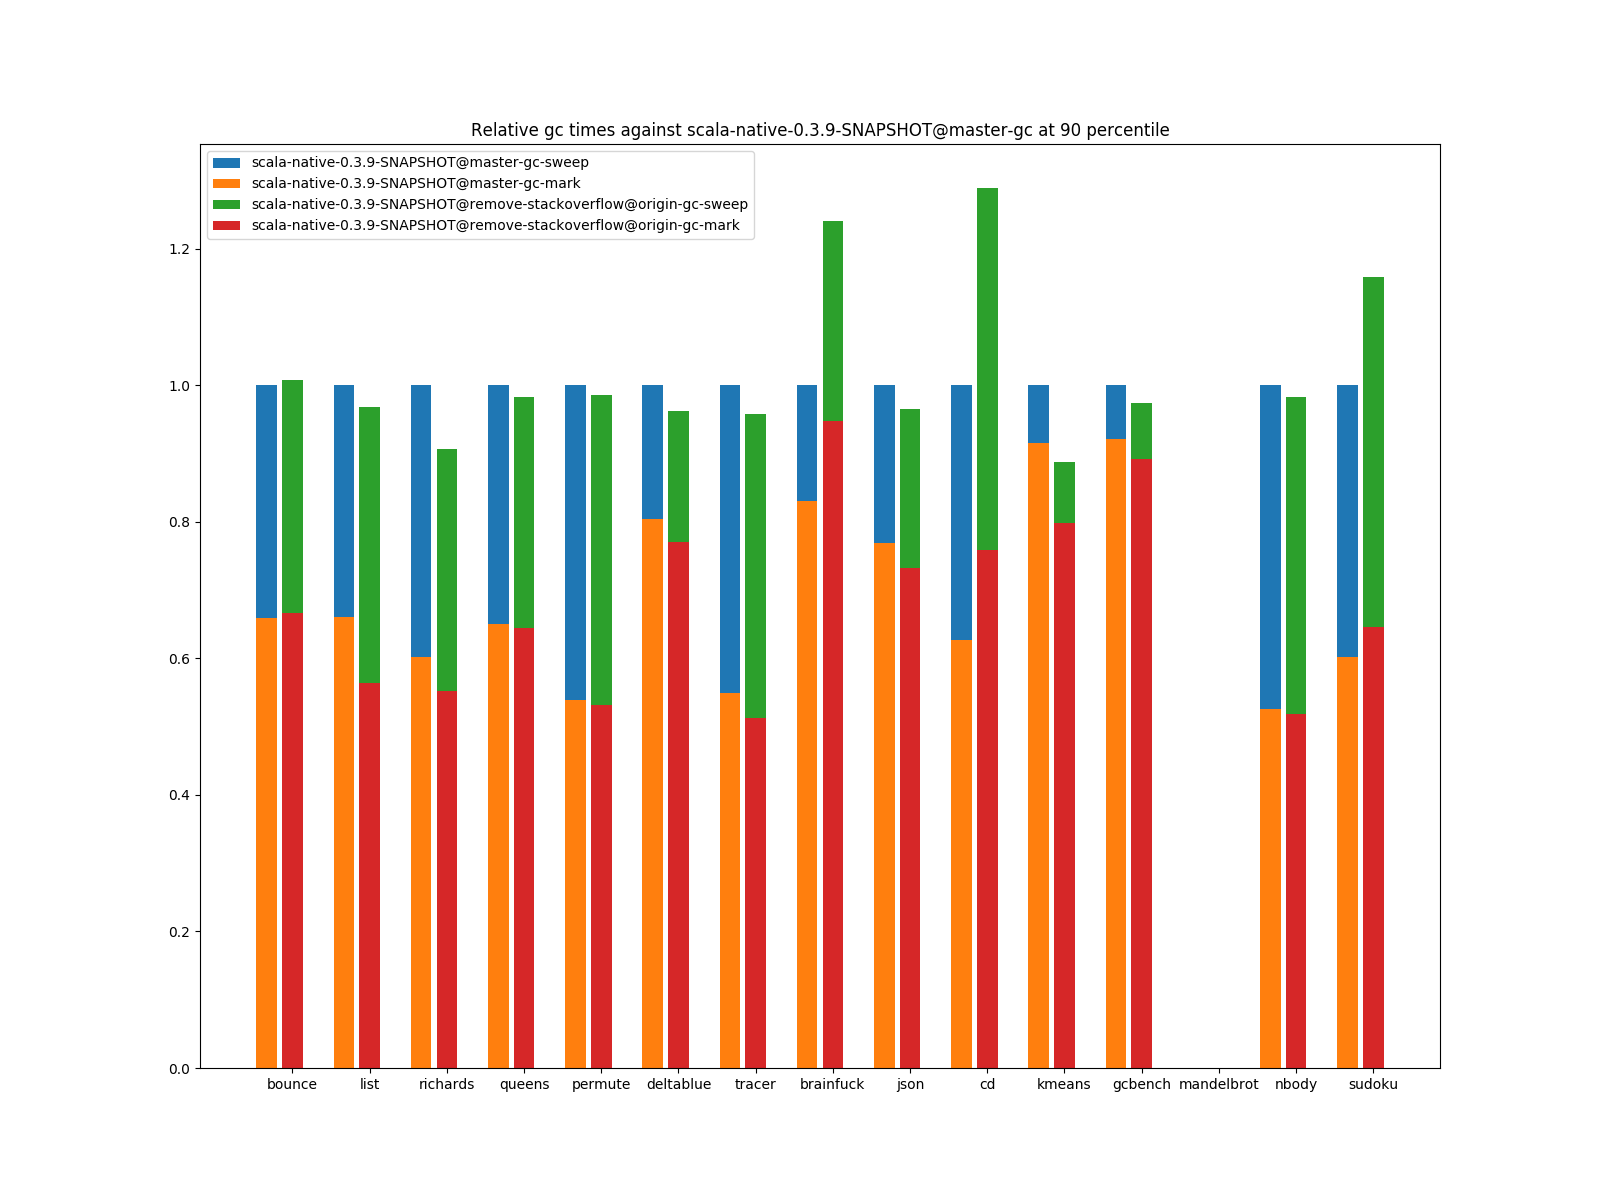 Relative gc times against scala-native-0.3.9-SNAPSHOT@master-gc at 90 percentile
scala-native-0.3.9-SNAPSHOT@master-gc-sweep
scala-native-0.3.9-SNAPSHOT@master-gc-mark
scala-native-0.3.9-SNAPSHOT@remove-stackoverflow@origin-gc-sweep
scala-native-0.3.9-SNAPSHOT@remove-stackoverflow@origin-gc-mark
1.2
1.0
0.8
0.6
0.4
0.2
0.0
bounce list richards queens permute deltablue tracer brainfuck json cd kmeans gcbench mandelbrot nbody sudoku